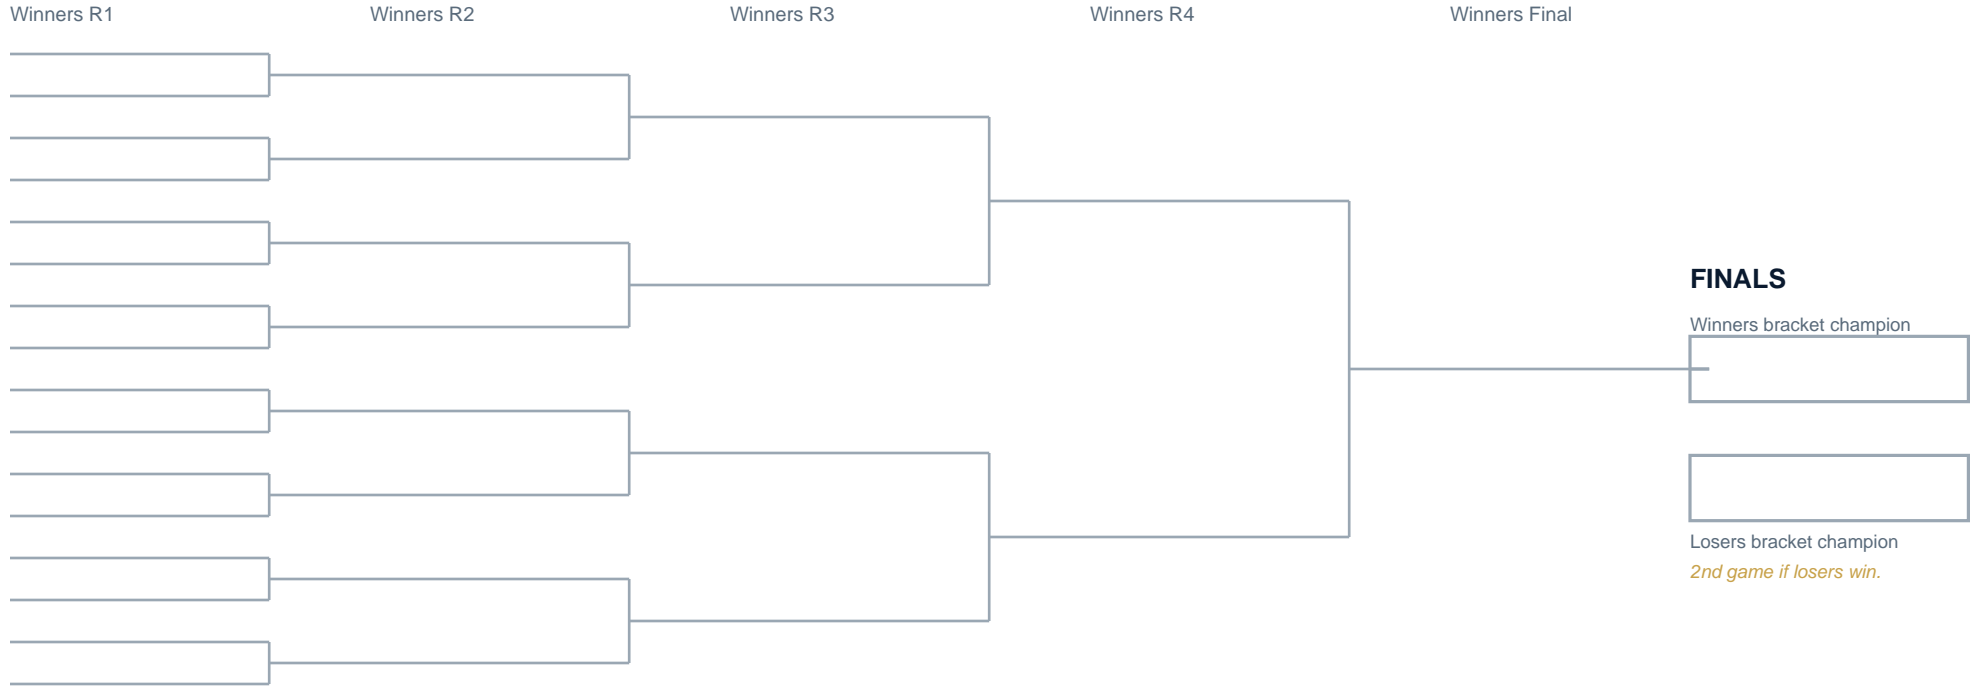 Winners R1
Winners R2
Winners R3
Winners R4
Winners Final
FINALS
Winners bracket champion
Losers bracket champion
2nd game if losers win.